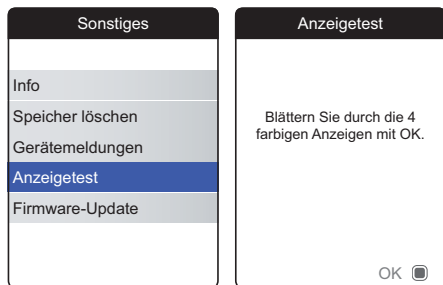 Sonstiges
Info
Speicher löschen
Gerätemeldungen
Anzeigetest
Firmware-Update
Anzeigetest
Blättern Sie durch die 4
farbigen Anzeigen mit OK.
OK